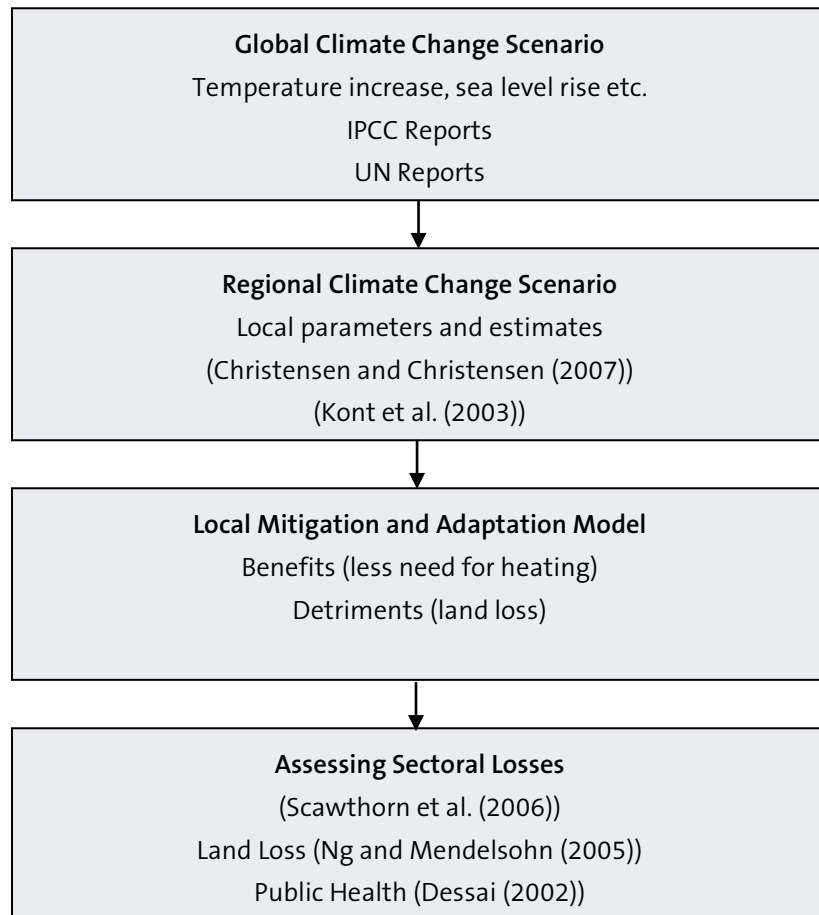 Global Climate Change Scenario
Temperature increase, sea level rise etc.
IPCC Reports
UN Reports
Regional Climate Change Scenario
Local parameters and estimates
(Christensen and Christensen (2007))
(Kont et al. (2003))
Local Mitigation and Adaptation Model
Benefits (less need for heating)
Detriments (land loss)
Assessing Sectoral Losses
(Scawthorn et al. (2006))
Land Loss (Ng and Mendelsohn (2005))
Public Health (Dessai (2002))